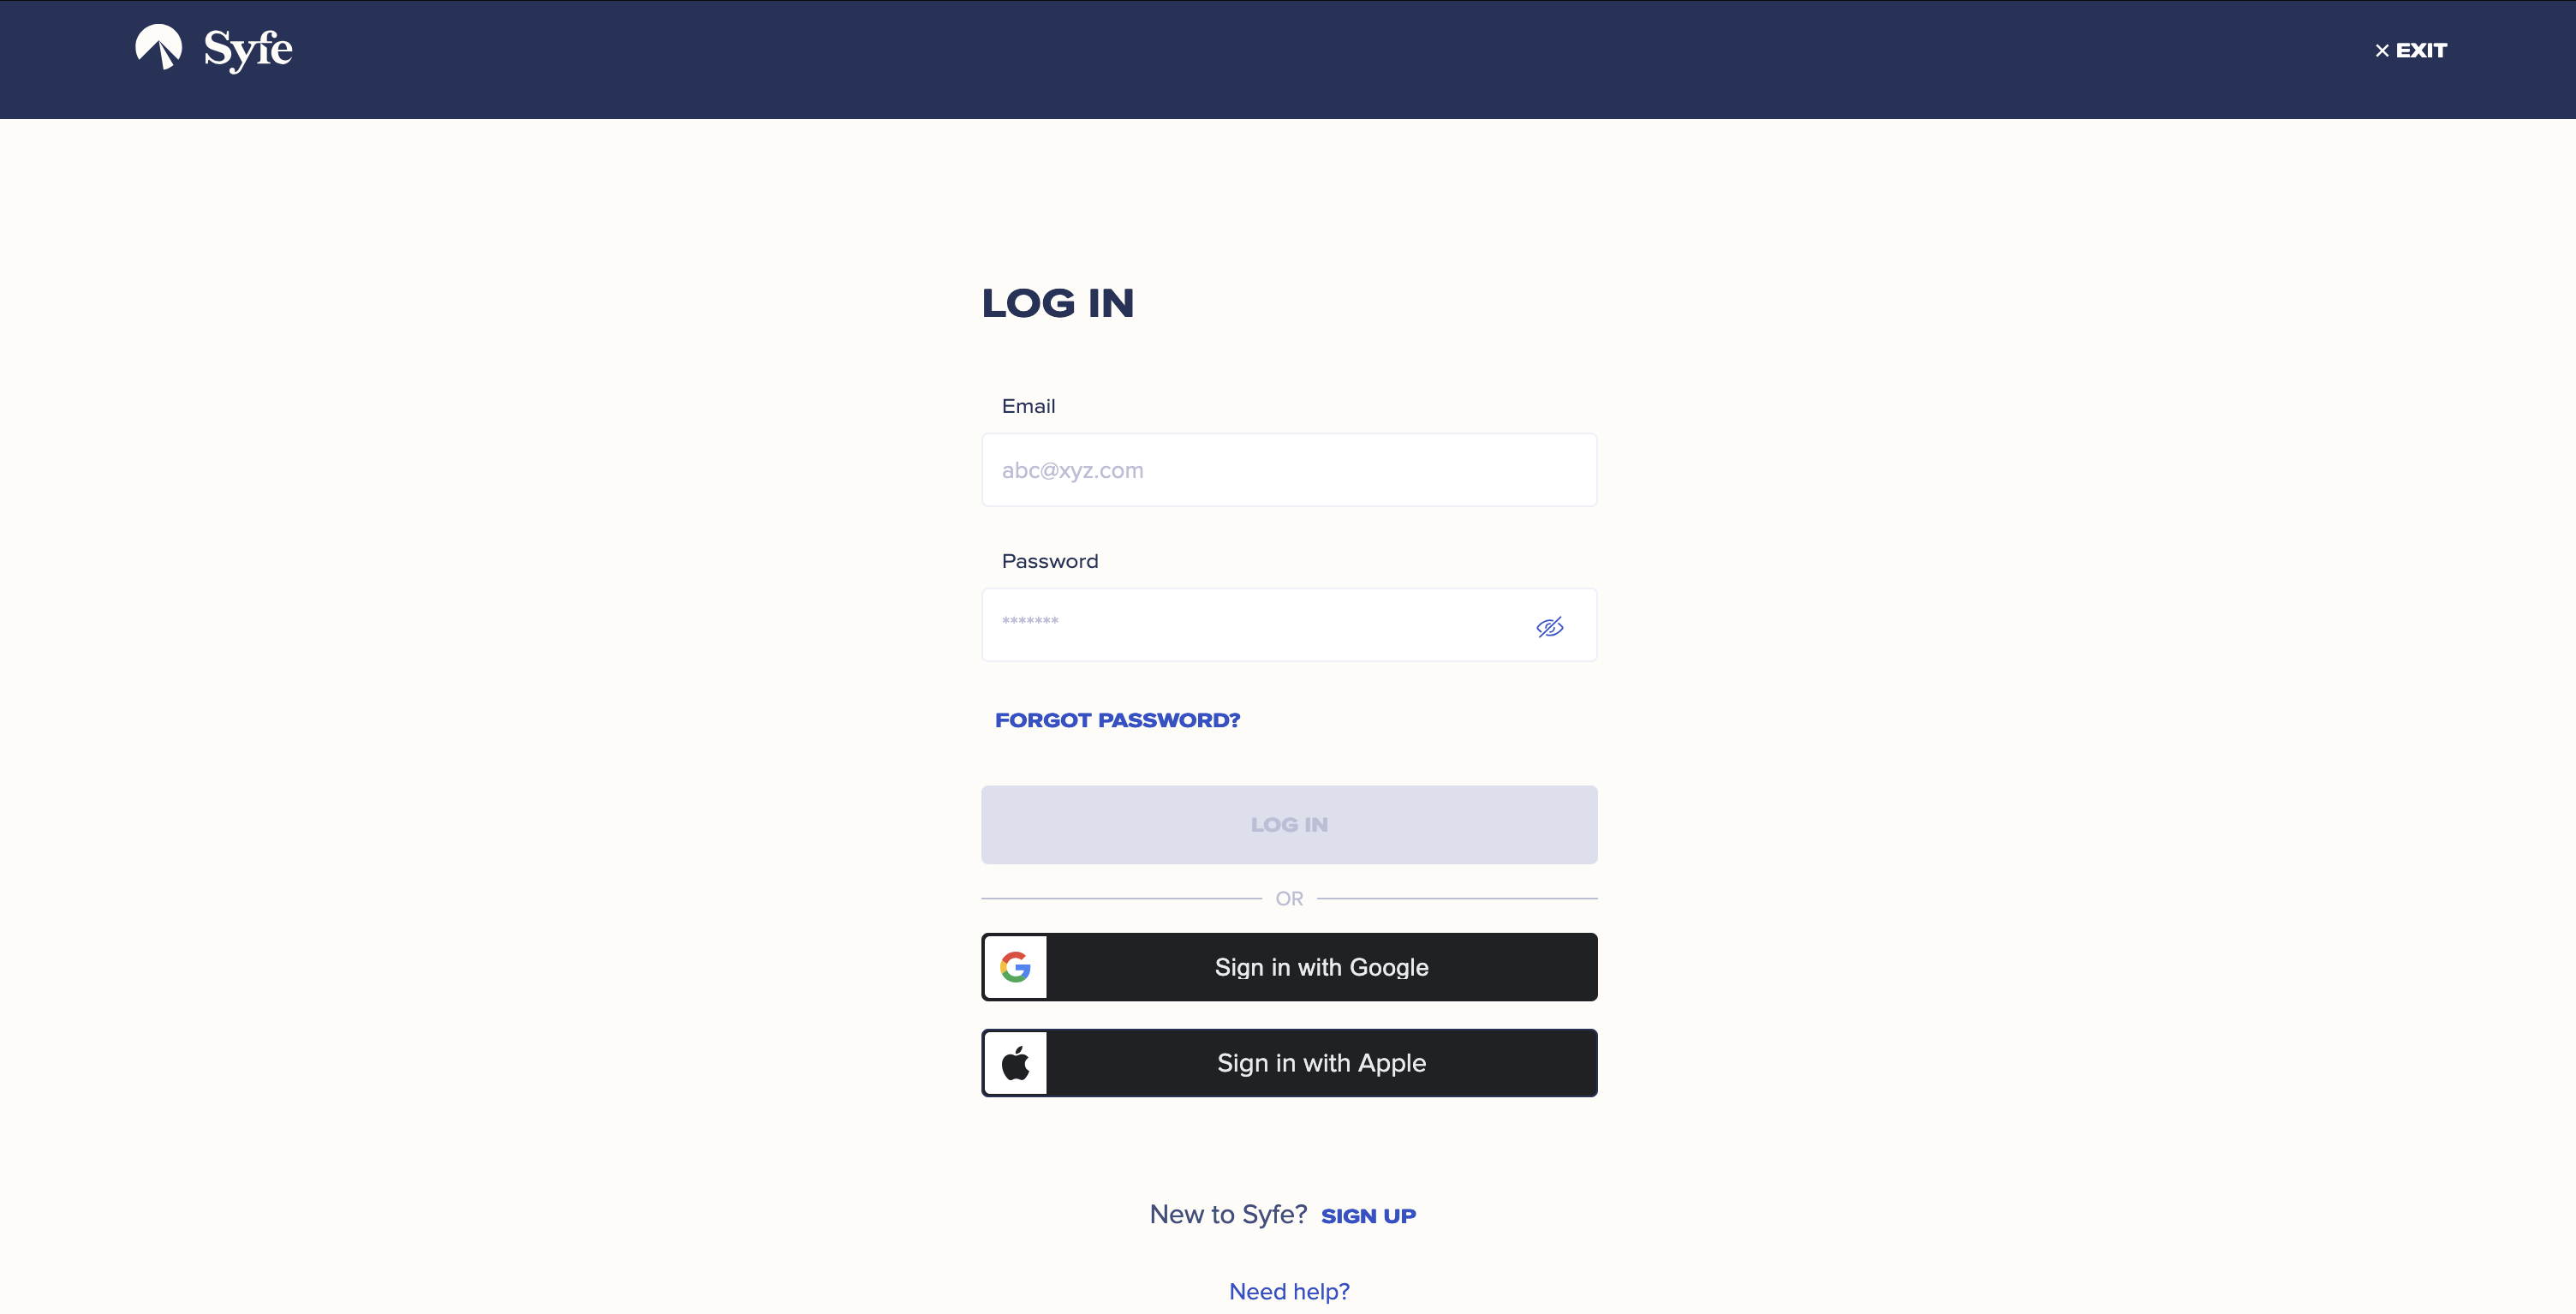 Syfe
× EXIT
LOG IN
Email
abc@xyz.com
Password
*******
FORGOT PASSWORD?
LOG IN
OR
Sign in with Google
Sign in with Apple
New to Syfe? SIGN UP
Need help?